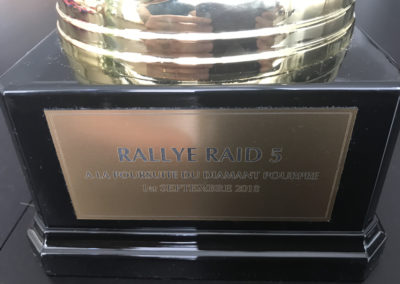 RALLYE RAID 5
A LA POURSUITE DU DIAMANT POURPRE
1er SEPTEMBRE 2018